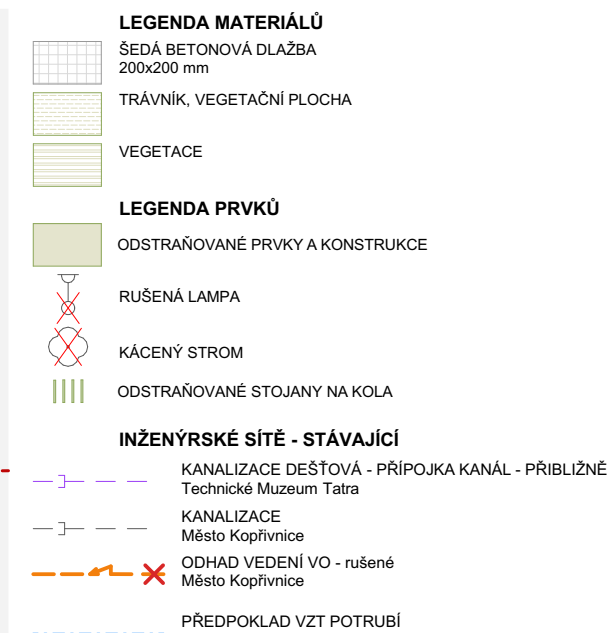 LEGENDA MATERIÁLŮ
ŠEDÁ BETONOVÁ DLAŽBA
200x200 mm
TRÁVNÍK, VEGETAČNÍ PLOCHA
VEGETACE
LEGENDA PRVKŮ
ODSTRAŇOVANÉ PRVKY A KONSTRUKCE
RUŠENÁ LAMPA
KÁCENÝ STROM
ODSTRAŇOVANÉ STOJANY NA KOLA
INŽENÝRSKÉ SÍTĚ - STÁVAJÍCÍ
KANALIZACE DEŠŤOVÁ - PŘÍPOJKA KANÁL - PŘIBLIŽNĚ
Technické Muzeum Tatra
KANALIZACE
Město Kopřivnice
ODHAD VEDENÍ VO - rušené
Město Kopřivnice
PŘEDPOKLAD VZT POTRUBÍ